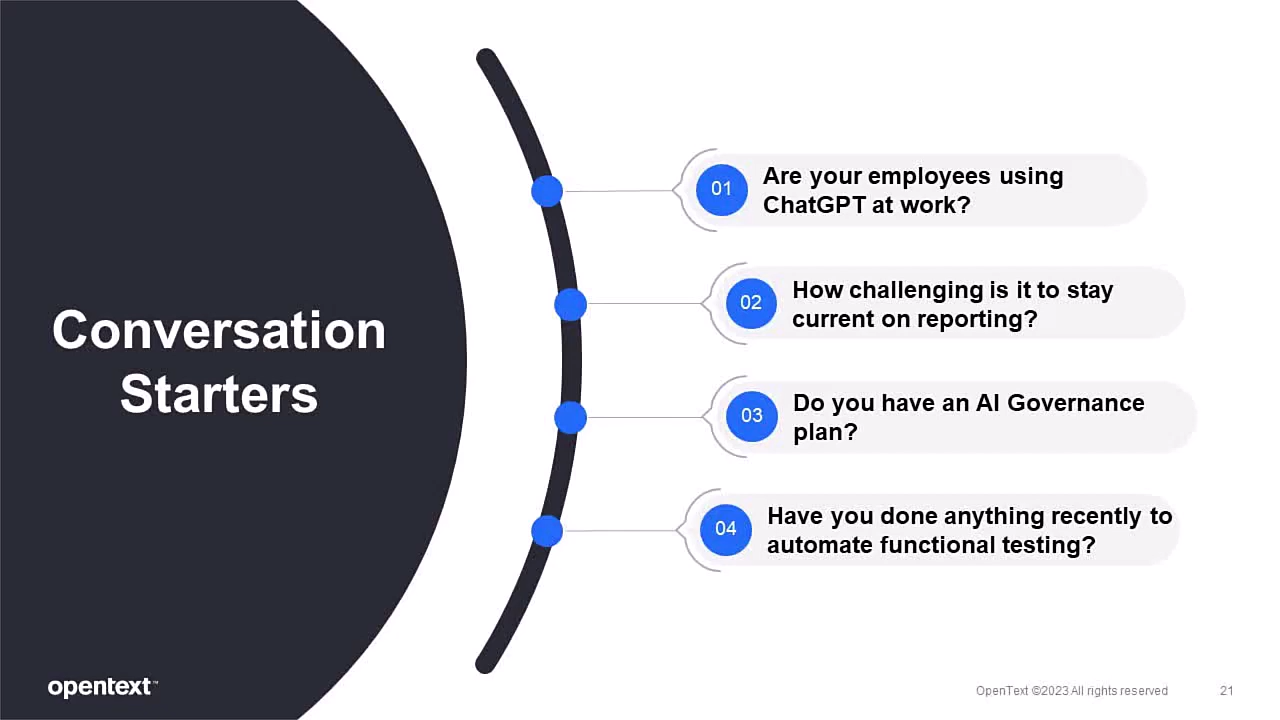 Conversation
Starters
01
Are your employees using
ChatGPT at work?
02
How challenging is it to stay
current on reporting?
03
Do you have an AI Governance
plan?
04
Have you done anything recently to
automate functional testing?
opentext™
OpenText ©2023 All rights reserved
21